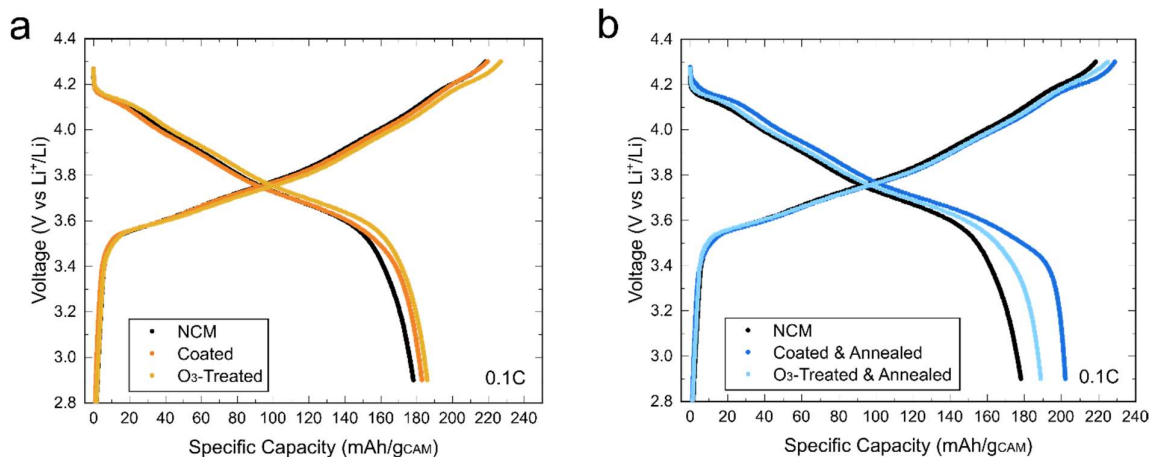 a
4.4
4.2
4.0
3.8
3.6
3.4
3.2
3.0
2.8
Voltage (V vs Li⁺/Li)
NCM
Coated
O₃-Treated
0.1C
0 20 40 60 80 100 120 140 160 180 200 220 240
Specific Capacity (mAh/gCAM)
b
4.4
4.2
4.0
3.8
3.6
3.4
3.2
3.0
2.8
Voltage (V vs Li⁺/Li)
NCM
Coated & Annealed
O₃-Treated & Annealed
0.1C
0 20 40 60 80 100 120 140 160 180 200 220 240
Specific Capacity (mAh/gCAM)